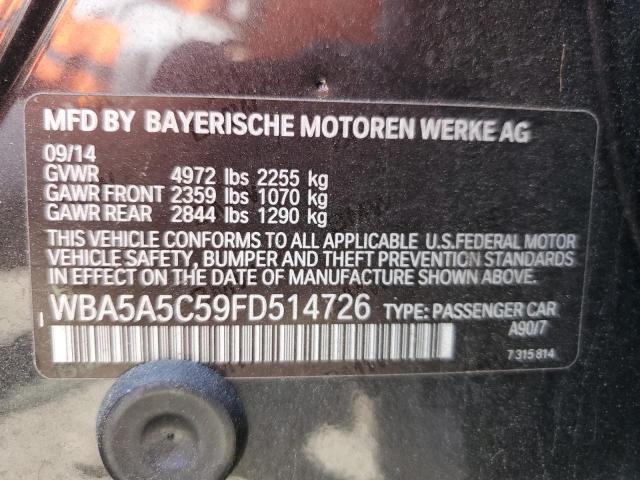 MFD BY BAYERISCHE MOTOREN WERKE AG
09/14
GVWR 4972 lbs 2255 kg
GAWR FRONT 2359 lbs 1070 kg
GAWR REAR 2844 lbs 1290 kg
THIS VEHICLE CONFORMS TO ALL APPLICABLE U.S.FEDERAL MOTOR
VEHICLE SAFETY, BUMPER AND THEFT PREVENTION STANDARDS
IN EFFECT ON THE DATE OF MANUFACTURE SHOWN ABOVE.
WBA5A5C59FD514726 TYPE: PASSENGER CAR
A90/7
7 315 814